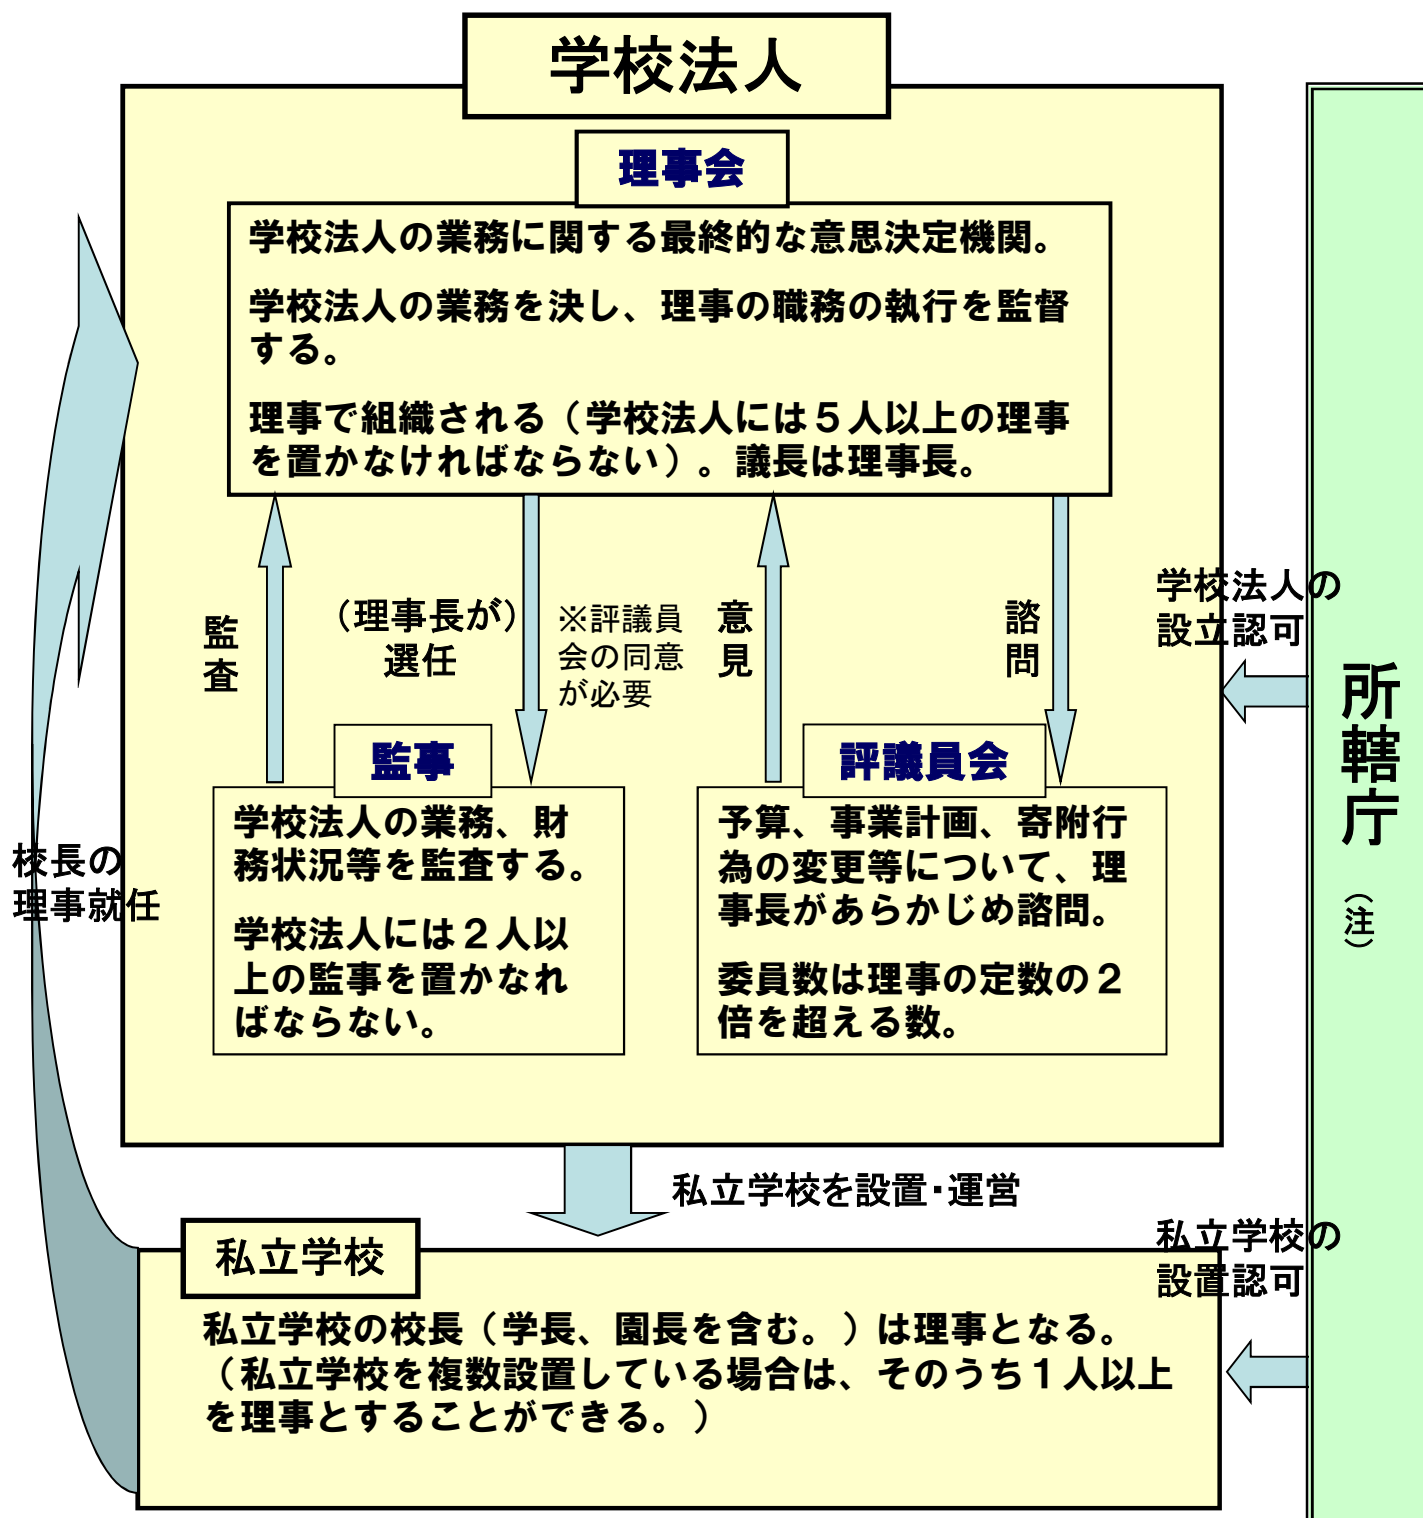 学校法人
理事会
学校法人の業務に関する最終的な意思決定機関。
学校法人の業務を決し、理事の職務の執行を監督
する。
理事で組織される（学校法人には５人以上の理事
を置かなければならない）。議長は理事長。
監
査
（理事長が）
選任
※評議員
会の同意
が必要
意
見
諮
問
学校法人の
設立認可
監事
学校法人の業務、財
務状況等を監査する。
学校法人には２人以
上の監事を置かなれ
ばならない。
評議員会
予算、事業計画、寄附行
為の変更等について、理
事長があらかじめ諮問。
委員数は理事の定数の２
倍を超える数。
所轄庁（注）
校長の
理事就任
私立学校を設置・運営
私立学校
私立学校の
設置認可
私立学校の校長（学長、園長を含む。）は理事となる。
（私立学校を複数設置している場合は、そのうち１人以上
を理事とすることができる。）